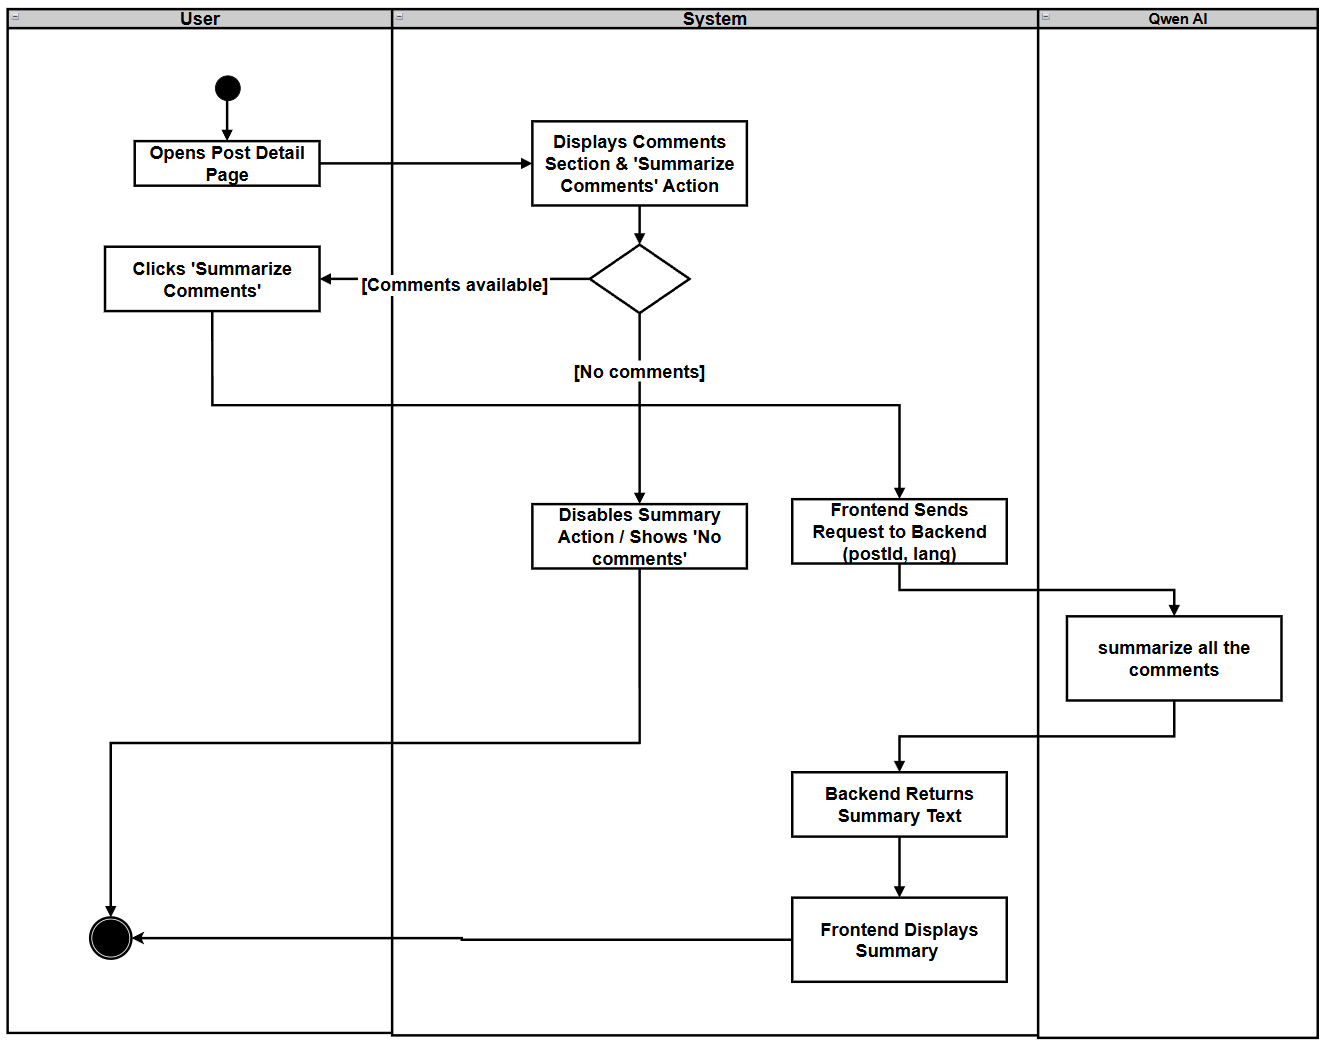 User
System
Qwen AI
Opens Post Detail
Page
Displays Comments
Section & 'Summarize
Comments' Action
Clicks 'Summarize
Comments'
[Comments available]
[No comments]
Disables Summary
Action / Shows 'No
comments'
Frontend Sends
Request to Backend
(postId, lang)
summarize all the
comments
Backend Returns
Summary Text
Frontend Displays
Summary